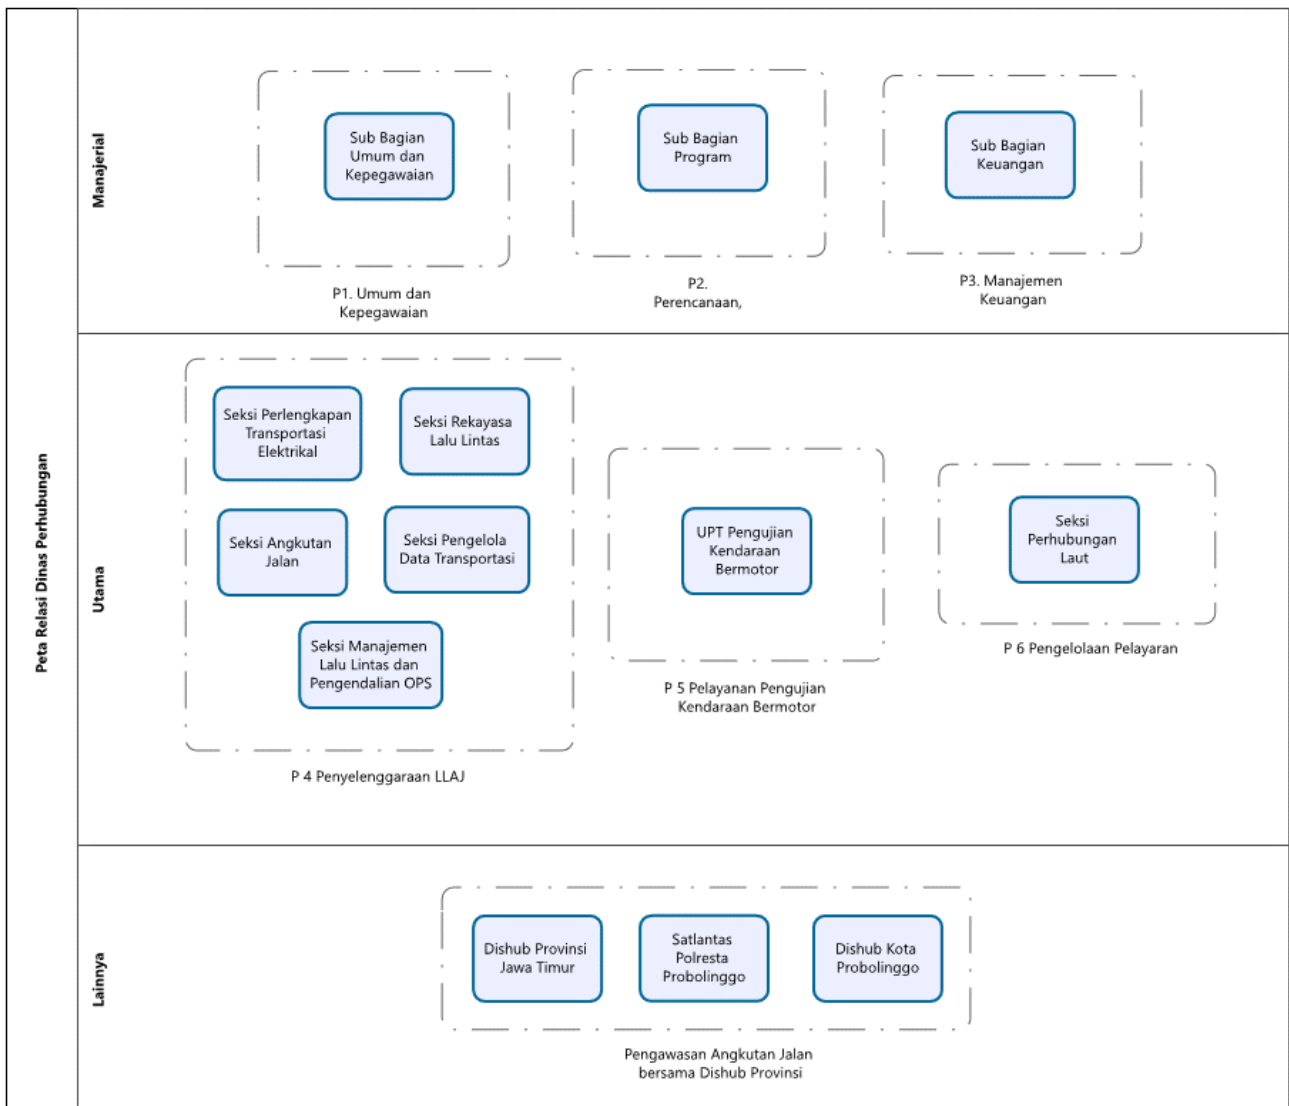 Peta Relasi Dinas Perhubungan
Manajerial
Sub Bagian
Umum dan
Kepegawaian
P1. Umum dan
Kepegawaian
Sub Bagian
Program
P2.
Perencanaan,
Sub Bagian
Keuangan
P3. Manajemen
Keuangan
Utama
Seksi Perlengkapan
Transportasi
Elektrikal
Seksi Rekayasa
Lalu Lintas
Seksi Angkutan
Jalan
Seksi Pengelola
Data Transportasi
Seksi Manajemen
Lalu Lintas dan
Pengendalian OPS
P 4 Penyelenggaraan LLAJ
UPT Pengujian
Kendaraan
Bermotor
P 5 Pelayanan Pengujian
Kendaraan Bermotor
Seksi
Perhubungan
Laut
P 6 Pengelolaan Pelayaran
Lainnya
Dishub Provinsi
Jawa Timur
Satlantas
Polresta
Probolinggo
Dishub Kota
Probolinggo
Pengawasan Angkutan Jalan
bersama Dishub Provinsi